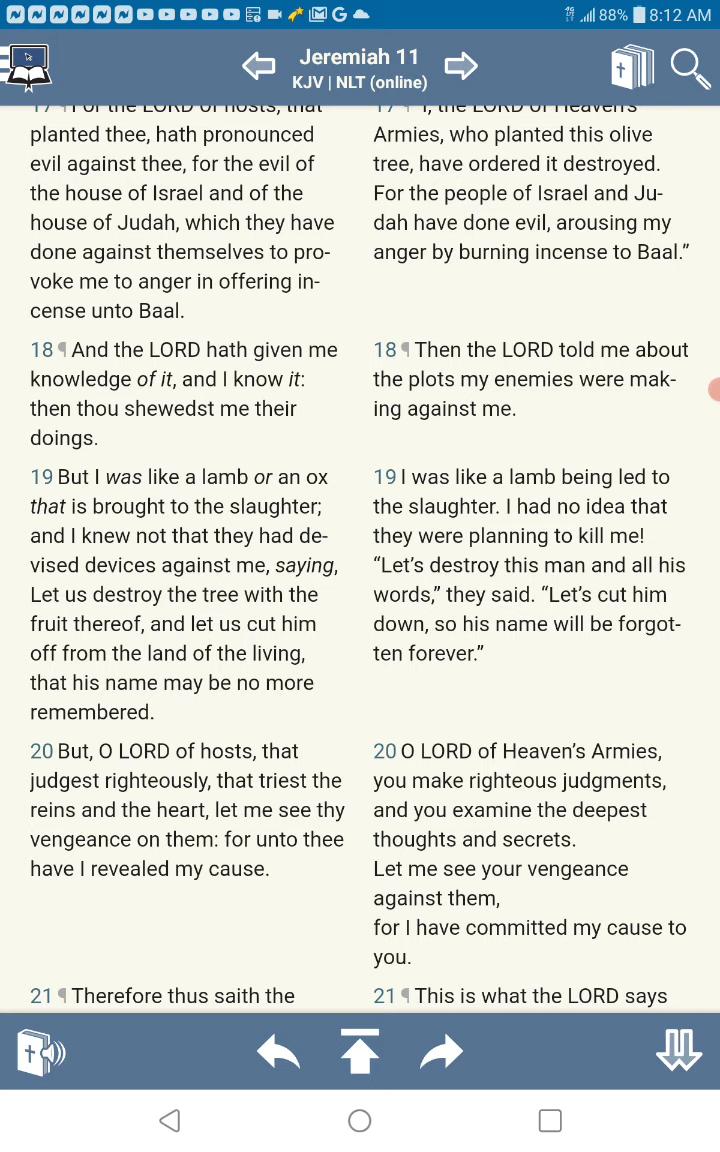 88% 8:12 AM
Jeremiah 11
KJV | NLT (online)
17 ¶ For the LORD of hosts, that
planted thee, hath pronounced
evil against thee, for the evil of
the house of Israel and of the
house of Judah, which they have
done against themselves to pro-
voke me to anger in offering in-
cense unto Baal.
18 ¶ And the LORD hath given me
knowledge of it, and I know it:
then thou shewedst me their
doings.
19 But I was like a lamb or an ox
that is brought to the slaughter;
and I knew not that they had de-
vised devices against me, saying,
Let us destroy the tree with the
fruit thereof, and let us cut him
off from the land of the living,
that his name may be no more
remembered.
20 But, O LORD of hosts, that
judgest righteously, that triest the
reins and the heart, let me see thy
vengeance on them: for unto thee
have I revealed my cause.
21 ¶ Therefore thus saith the
17 ¶ "I, the LORD of Heaven's
Armies, who planted this olive
tree, have ordered it destroyed.
For the people of Israel and Ju-
dah have done evil, arousing my
anger by burning incense to Baal.”
18 ¶ Then the LORD told me about
the plots my enemies were mak-
ing against me.
19 I was like a lamb being led to
the slaughter. I had no idea that
they were planning to kill me!
“Let’s destroy this man and all his
words,” they said. “Let’s cut him
down, so his name will be forgot-
ten forever.”
20 O LORD of Heaven’s Armies,
you make righteous judgments,
and you examine the deepest
thoughts and secrets.
Let me see your vengeance
against them,
for I have committed my cause to
you.
21 ¶ This is what the LORD says